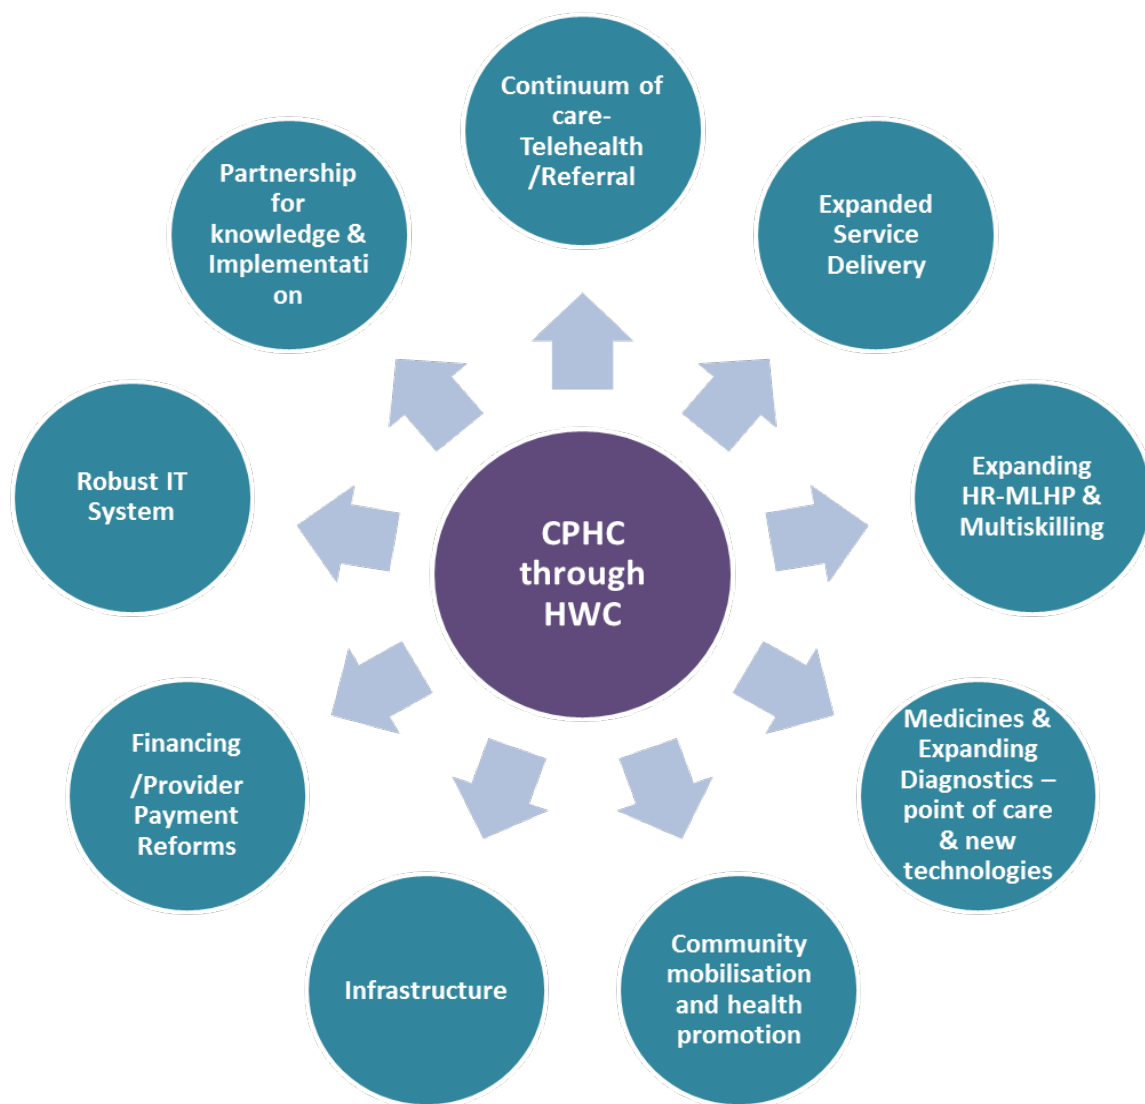 Continuum of
care-
Telehealth
/Referral
Expanded
Service
Delivery
Expanding
HR-MLHP &
Multiskilling
Medicines &
Expanding
Diagnostics –
point of care
& new
technologies
Community
mobilisation
and health
promotion
Infrastructure
Financing
/Provider
Payment
Reforms
Robust IT
System
Partnership
for
knowledge &
Implementati
on
CPHC
through
HWC